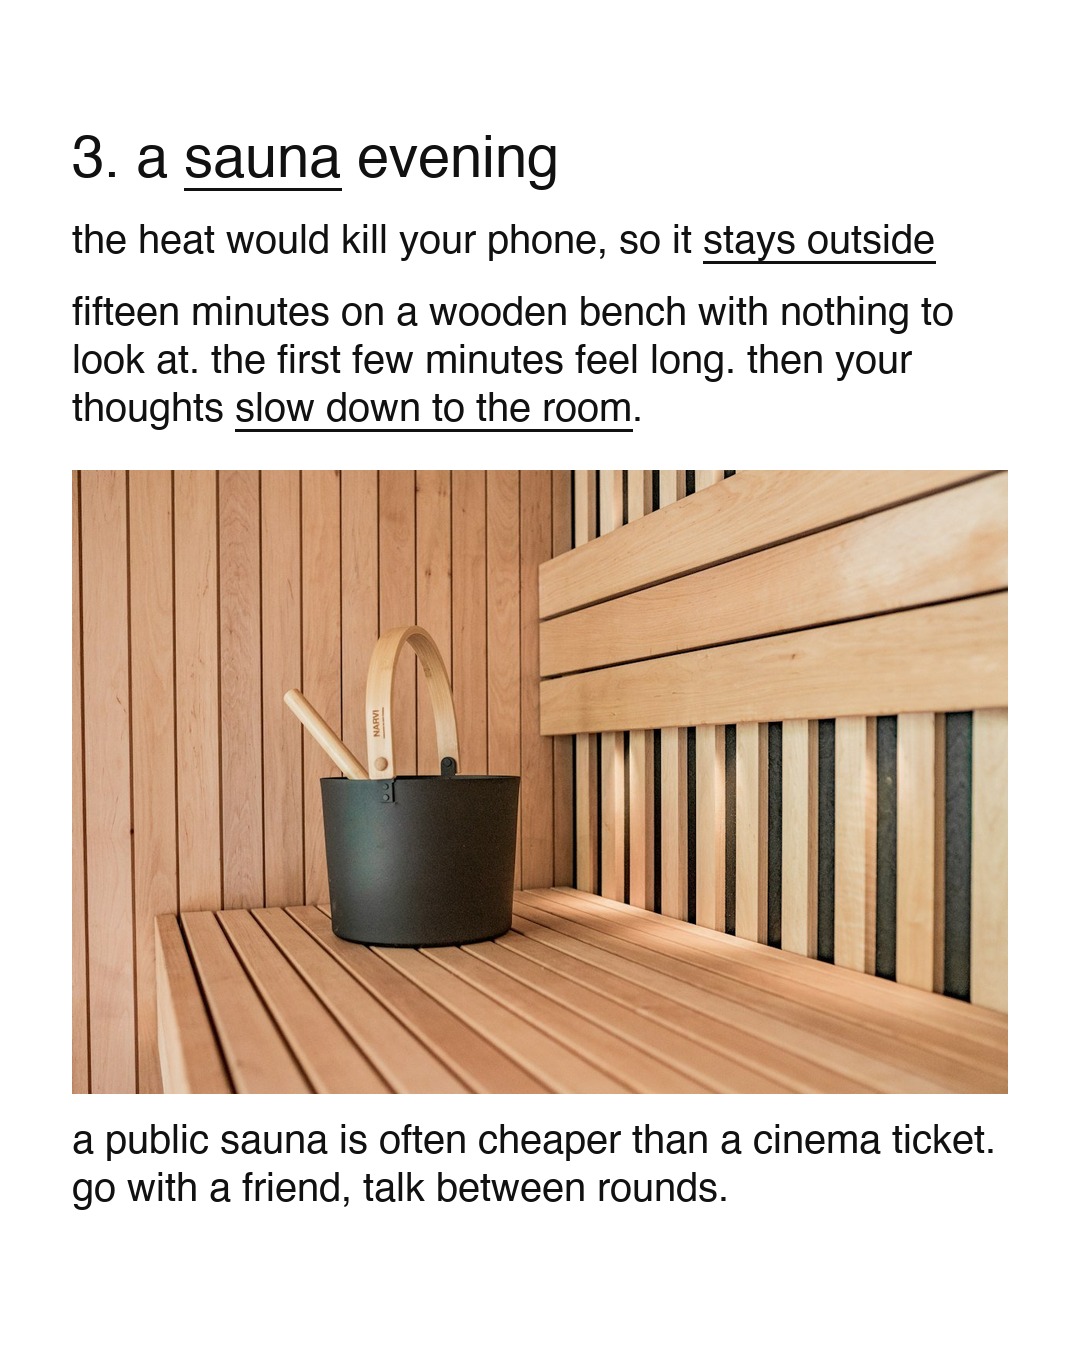 3. a sauna evening
the heat would kill your phone, so it stays outside
fifteen minutes on a wooden bench with nothing to
look at. the first few minutes feel long. then your
thoughts slow down to the room.
NARVI
a public sauna is often cheaper than a cinema ticket.
go with a friend, talk between rounds.